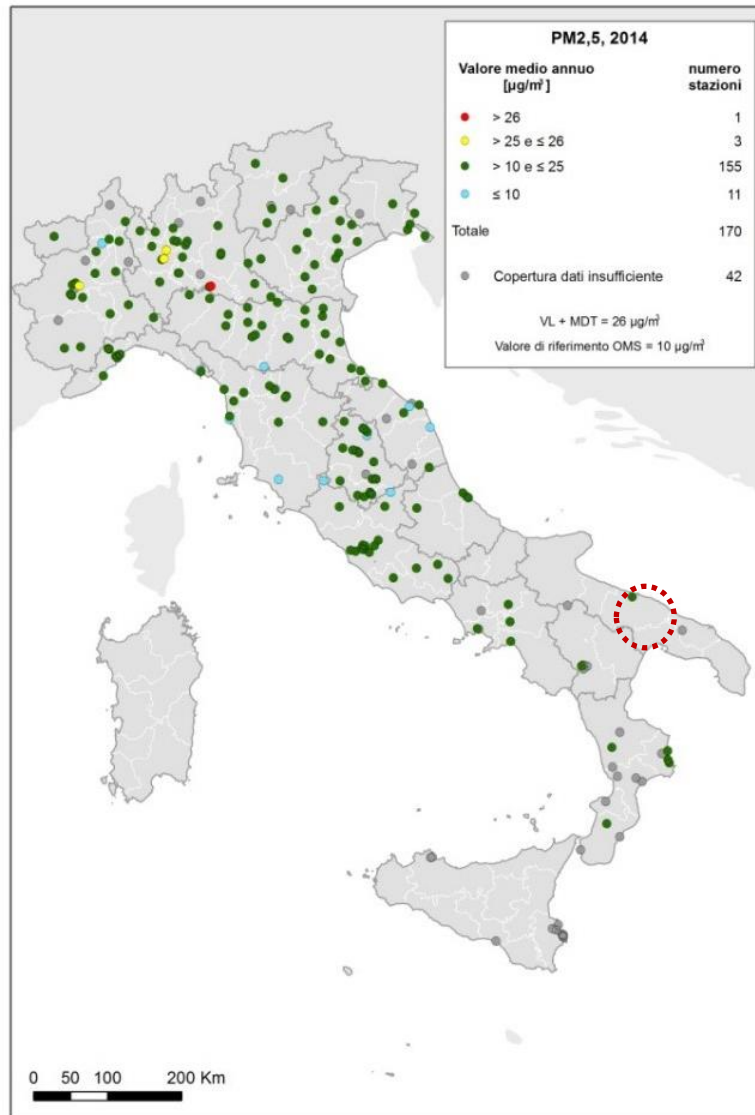 PM2,5, 2014
Valore medio annuo numero
[µg/m³] stazioni
> 26 1
> 25 e ≤ 26 3
> 10 e ≤ 25 155
≤ 10 11
Totale 170
Copertura dati insufficiente 42
VL + MDT = 26 µg/m³
Valore di riferimento OMS = 10 µg/m³
0 50 100 200 Km